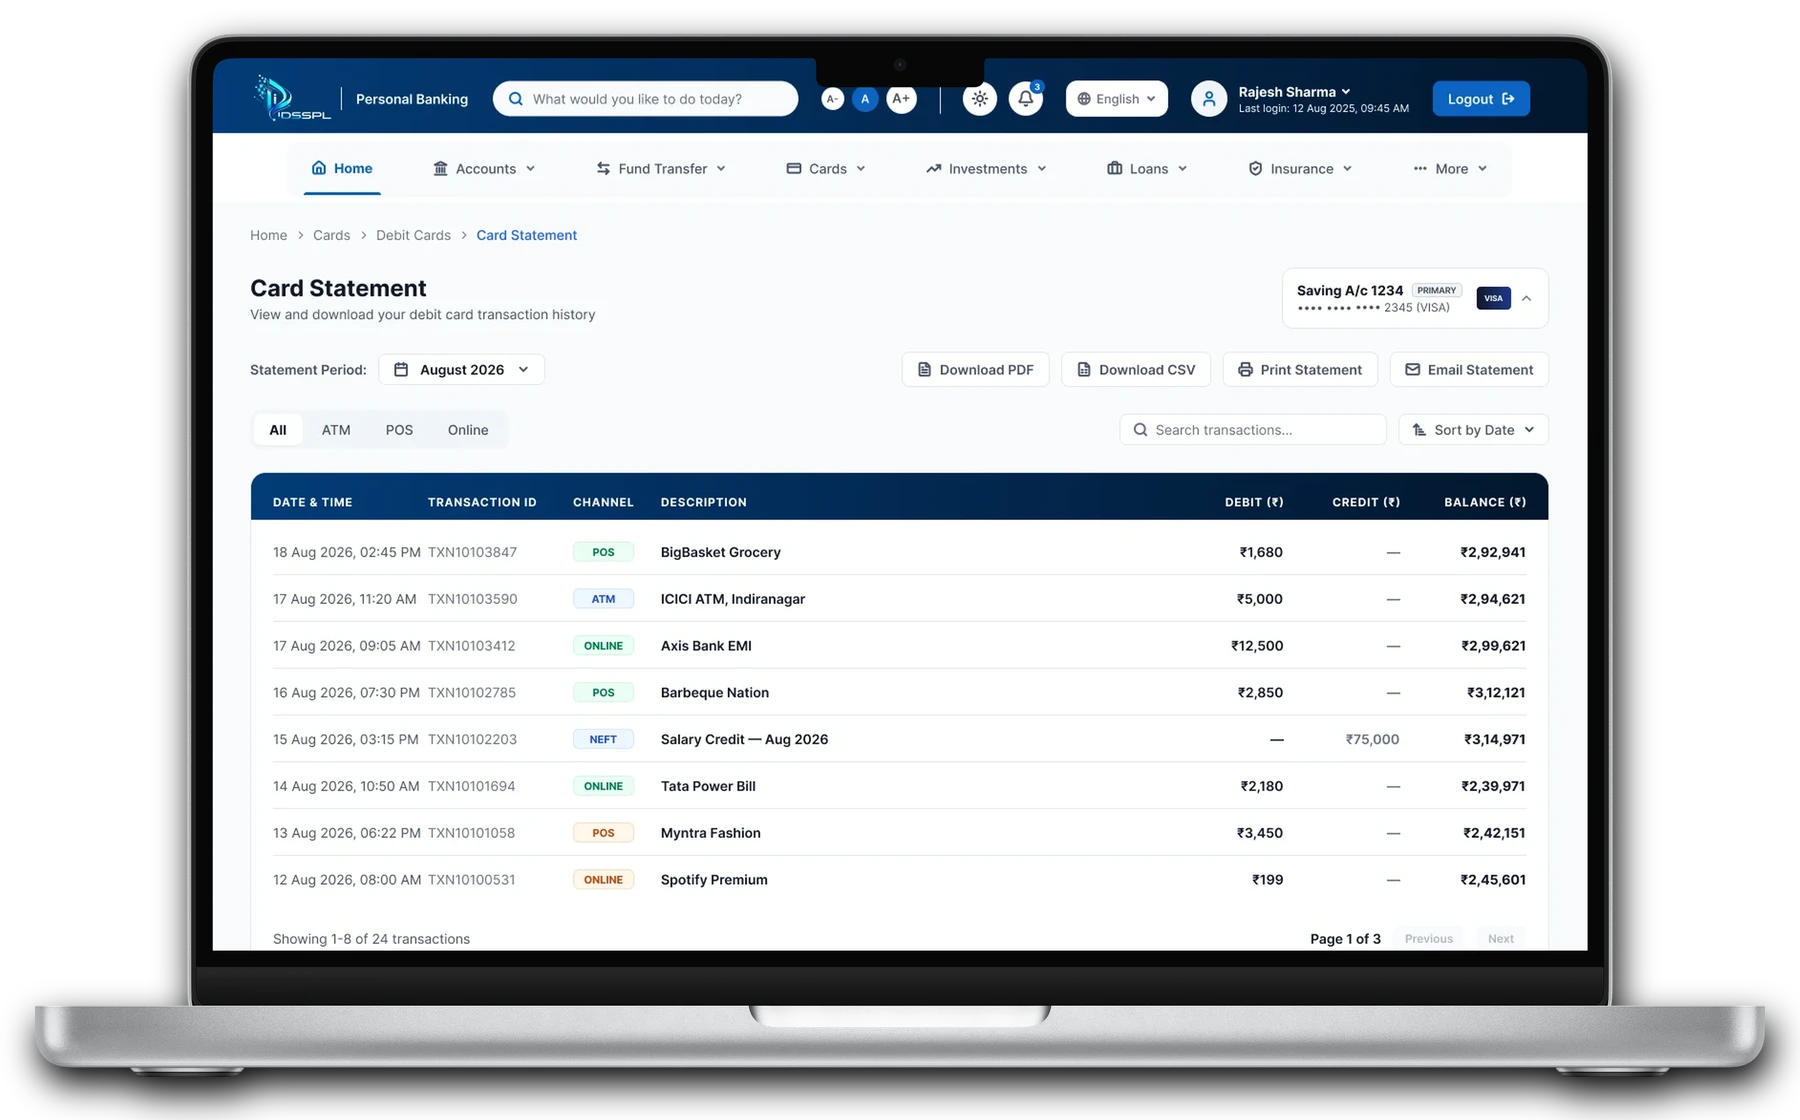 iDSSPL
Personal Banking
What would you like to do today?
A-
A
A+
3
English
Rajesh Sharma
Last login: 12 Aug 2025, 09:45 AM
Logout
Home
Accounts
Fund Transfer
Cards
Investments
Loans
Insurance
More
Home > Cards > Debit Cards > Card Statement
Card Statement
View and download your debit card transaction history
Saving A/c 1234 PRIMARY
•••• •••• •••• 2345 (VISA)
VISA
Statement Period: August 2026
Download PDF
Download CSV
Print Statement
Email Statement
All
ATM
POS
Online
Search transactions...
Sort by Date
DATE & TIME TRANSACTION ID CHANNEL DESCRIPTION DEBIT (₹) CREDIT (₹) BALANCE (₹)
18 Aug 2026, 02:45 PM TXN10103847 POS BigBasket Grocery ₹1,680 — ₹2,92,941
17 Aug 2026, 11:20 AM TXN10103590 ATM ICICI ATM, Indiranagar ₹5,000 — ₹2,94,621
17 Aug 2026, 09:05 AM TXN10103412 ONLINE Axis Bank EMI ₹12,500 — ₹2,99,621
16 Aug 2026, 07:30 PM TXN10102785 POS Barbeque Nation ₹2,850 — ₹3,12,121
15 Aug 2026, 03:15 PM TXN10102203 NEFT Salary Credit — Aug 2026 — ₹75,000 ₹3,14,971
14 Aug 2026, 10:50 AM TXN10101694 ONLINE Tata Power Bill ₹2,180 — ₹2,39,971
13 Aug 2026, 06:22 PM TXN10101058 POS Myntra Fashion ₹3,450 — ₹2,42,151
12 Aug 2026, 08:00 AM TXN10100531 ONLINE Spotify Premium ₹199 — ₹2,45,601
Showing 1-8 of 24 transactions
Page 1 of 3
Previous
Next